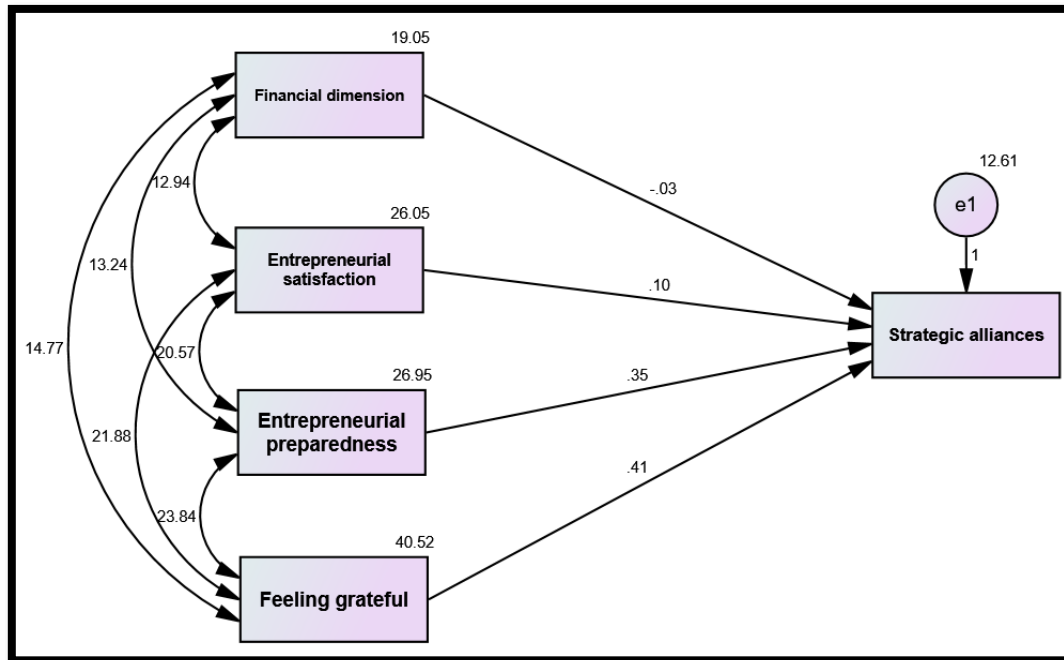 19.05
Financial dimension
12.94
-.03
12.61
e1
1
26.05
Entrepreneurial
satisfaction
.10
13.24
Strategic alliances
14.77
20.57
26.95
.35
Entrepreneurial
preparedness
21.88
.41
23.84
40.52
Feeling grateful